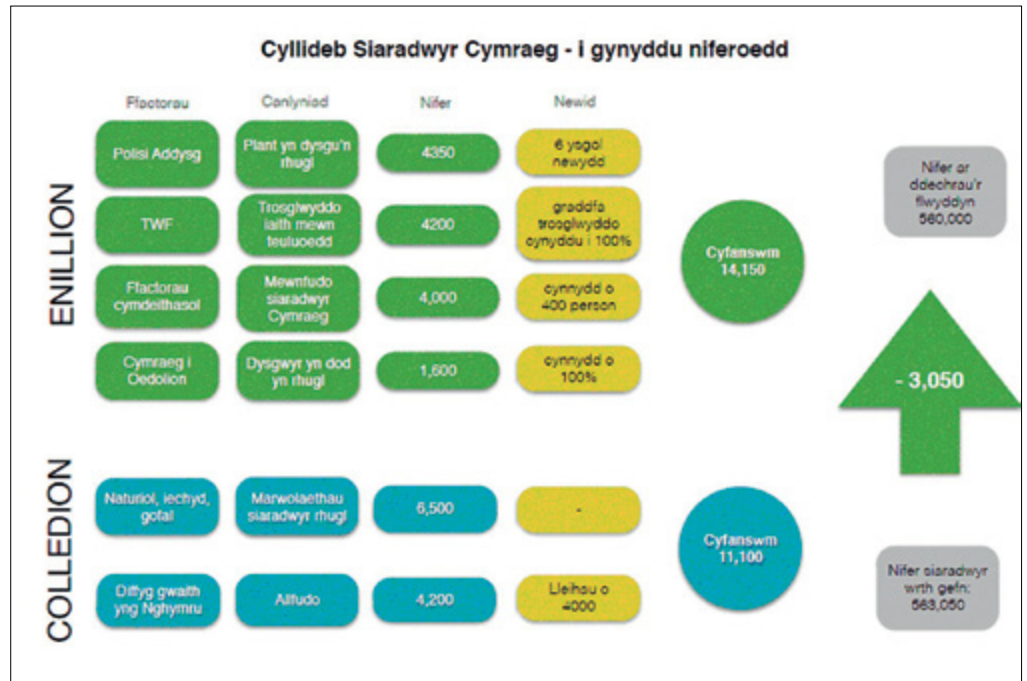 Cyllideb Siaradwyr Cymraeg - i gynyddu niferoedd
Ffactorau
Canlyniad
Nifer
Newid
ENILLION
Polisi Addysg
Plant yn dysgu'n
rhugl
4350
6 ysgol
newydd
TWF
Trosglwyddo
iaith mewn
teuluoedd
4200
graddfa
trosglwyddo
cynyddu i 100%
Ffactorau
cymdeithasol
Mewnfudo
siaradwyr
Cymraeg
4,000
cynnydd o
400 person
Cymraeg i
Oedolion
Dysgwyr yn dod
yn rhugl
1,600
cynnydd o
100%
Cyfanswm
14,150
Nifer ar
ddechrau'r
flwyddyn
560,000
- 3,050
COLLEDION
Naturiol, iechyd,
gofal
Marwolaethau
siaradwyr rhugl
6,500
-
Diffyg gwaith
yng Nghymru
Allfudo
4,200
Lleihau o
4000
Cyfanswm
11,100
Nifer siaradwyr
wrth gefn:
563,050